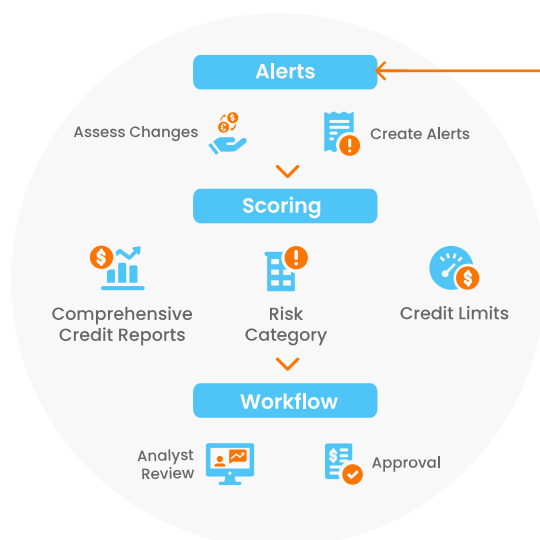 Alerts
Assess Changes
Create Alerts
Scoring
Comprehensive
Credit Reports
Risk
Category
Credit Limits
Workflow
Analyst
Review
Approval